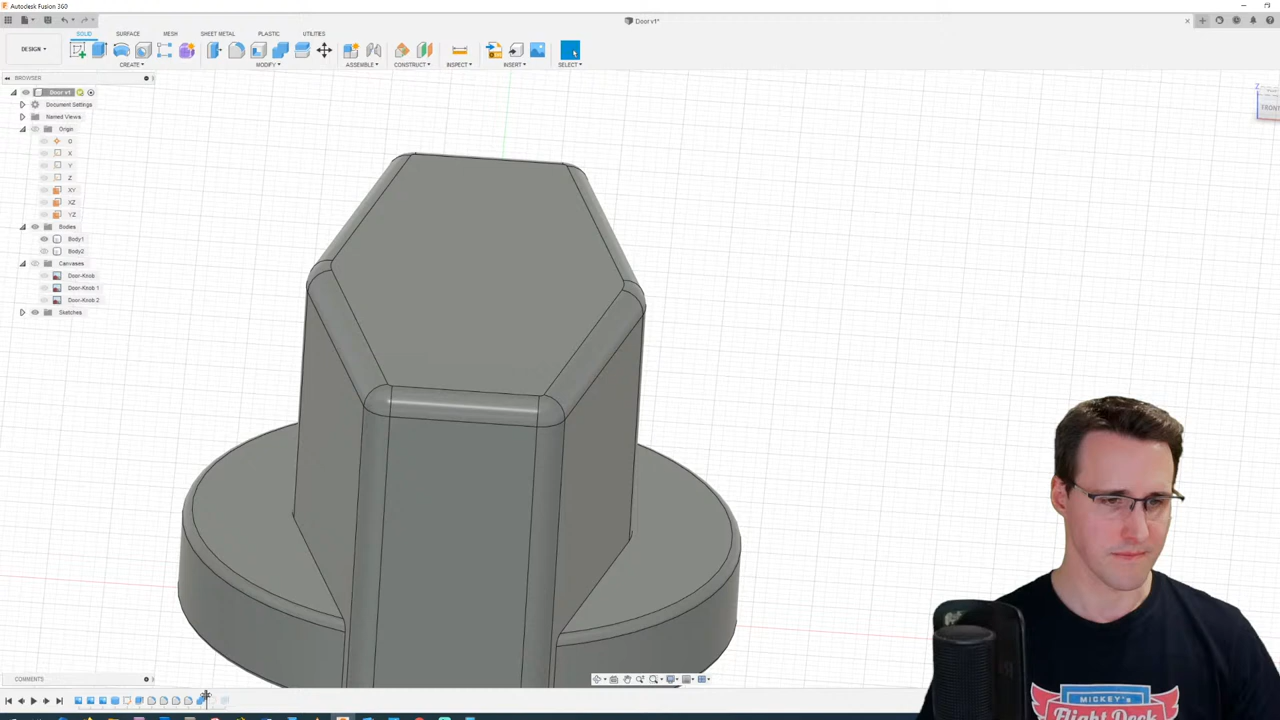 Autodesk Fusion 360
Door v1*
SOLID SURFACE MESH SHEET METAL PLASTIC UTILITIES
DESIGN
CREATE MODIFY ASSEMBLE CONSTRUCT INSPECT INSERT SELECT
BROWSER
Door v1
Document Settings
Named Views
Origin
O
X
Y
Z
XY
XZ
YZ
Bodies
Body1
Body2
Canvases
Door-Knob
Door-Knob 1
Door-Knob 2
Sketches
Z
FRONT
COMMENTS
MICKEY's
Flight Deck